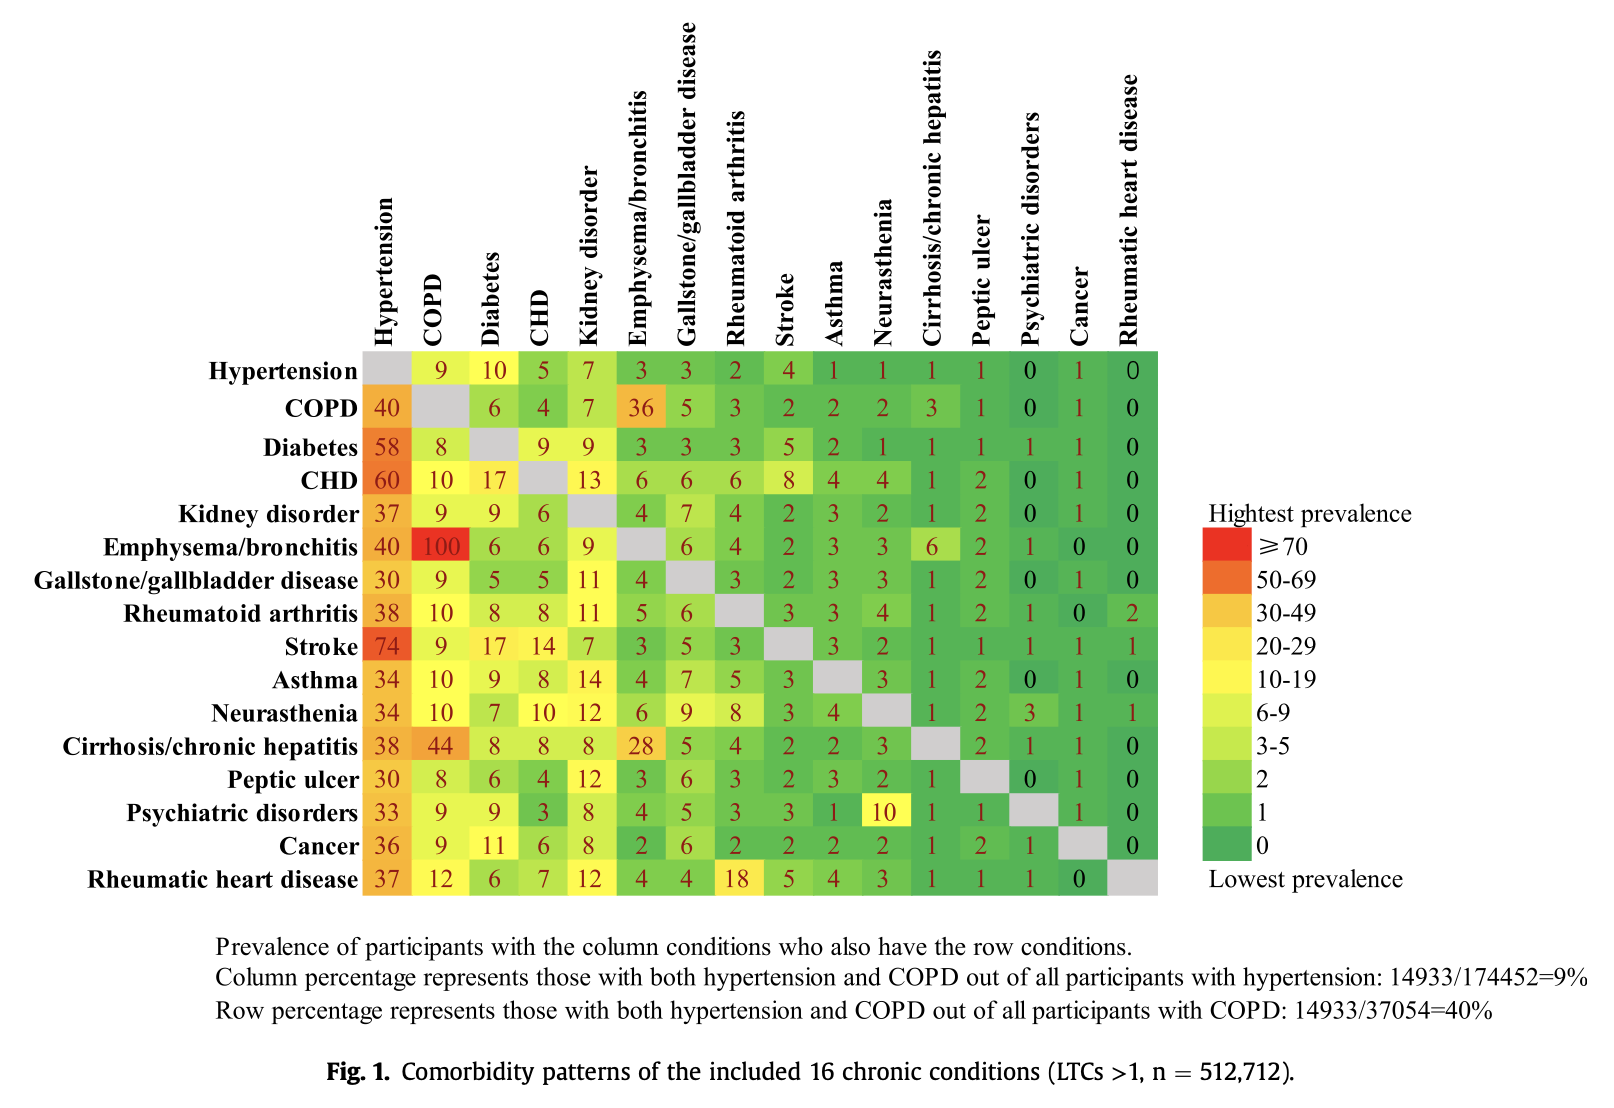 Hypertension COPD Diabetes CHD Kidney disorder Emphysema/bronchitis Gallstone/gallbladder disease Rheumatoid arthritis Stroke Asthma Neurasthenia Cirrhosis/chronic hepatitis Peptic ulcer Psychiatric disorders Cancer Rheumatic heart disease
Hypertension 9 10 5 7 3 3 2 4 1 1 1 1 0 1 0
COPD 40 6 4 7 36 5 3 2 2 2 3 1 0 1 0
Diabetes 58 8 9 9 3 3 3 5 2 1 1 1 1 1 0
CHD 60 10 17 13 6 6 6 8 4 4 1 2 0 1 0
Kidney disorder 37 9 9 6 4 7 4 2 3 2 1 2 0 1 0
Emphysema/bronchitis 40 100 6 6 9 6 4 2 3 3 6 2 1 0 0
Gallstone/gallbladder disease 30 9 5 5 11 4 3 2 3 3 1 2 0 1 0
Rheumatoid arthritis 38 10 8 8 11 5 6 3 3 4 1 2 1 0 2
Stroke 74 9 17 14 7 3 5 3 3 2 1 1 1 1 1
Asthma 34 10 9 8 14 4 7 5 3 3 1 2 0 1 0
Neurasthenia 34 10 7 10 12 6 9 8 3 4 1 2 3 1 1
Cirrhosis/chronic hepatitis 38 44 8 8 8 28 5 4 2 2 3 2 1 1 0
Peptic ulcer 30 8 6 4 12 3 6 3 2 3 2 1 0 1 0
Psychiatric disorders 33 9 9 3 8 4 5 3 3 1 10 1 1 1 0
Cancer 36 9 11 6 8 2 6 2 2 2 2 1 2 1 0
Rheumatic heart disease 37 12 6 7 12 4 4 18 5 4 3 1 1 1 0
Hightest prevalence
⩾70
50-69
30-49
20-29
10-19
6-9
3-5
2
1
0
Lowest prevalence
Prevalence of participants with the column conditions who also have the row conditions.
Column percentage represents those with both hypertension and COPD out of all participants with hypertension: 14933/174452=9%
Row percentage represents those with both hypertension and COPD out of all participants with COPD: 14933/37054=40%
Fig. 1. Comorbidity patterns of the included 16 chronic conditions (LTCs >1, n = 512,712).